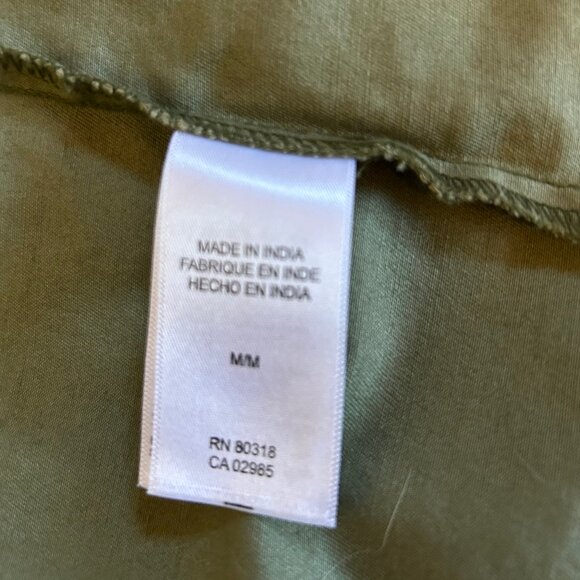 MADE IN INDIA
FABRIQUE EN INDE
HECHO EN INDIA
M/M
RN 80318
CA 02985